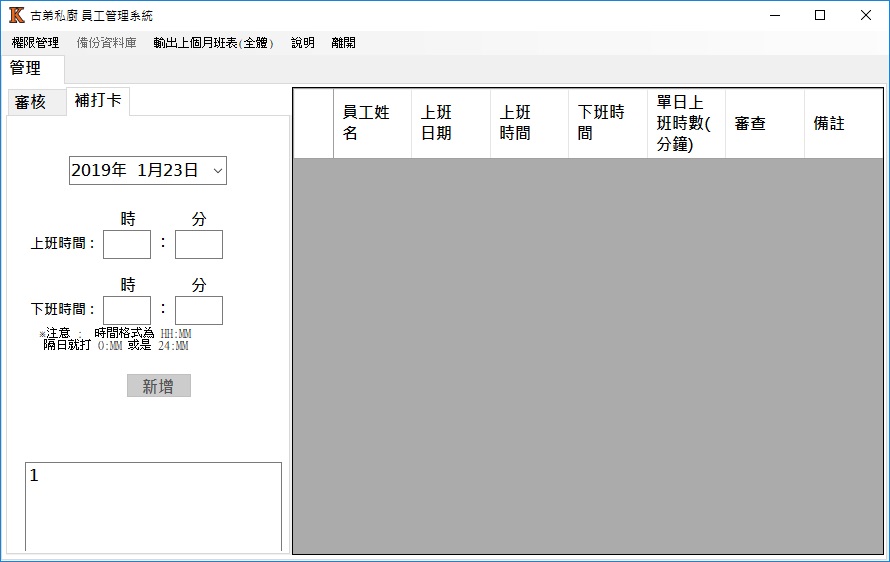 古弟私廚 員工管理系統
權限管理 備份資料庫 輸出上個月班表(全體) 說明 離開
管理
審核 補打卡
2019年 1月23日
時 分
上班時間 : :
時 分
下班時間 : :
※注意 : 時間格式為 HH:MM
隔日就打 0:MM 或是 24:MM
新增
1
員工姓名
上班日期
上班時間
下班時間
單日上班時數(分鐘)
審查
備註